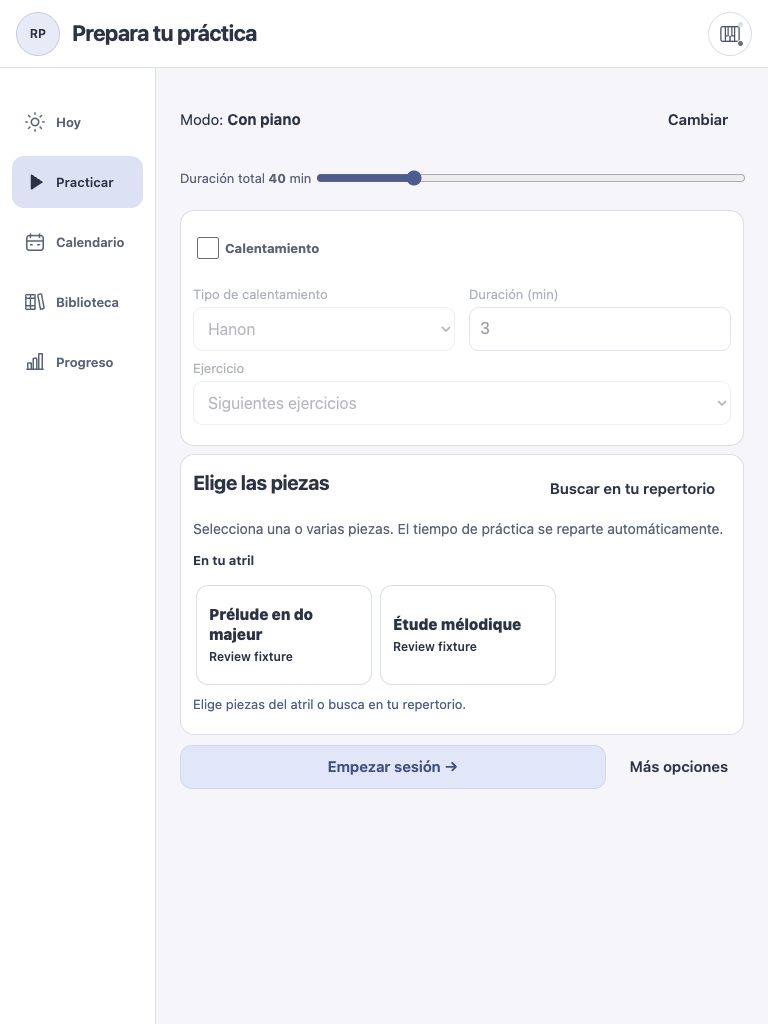 RP
Prepara tu práctica
Hoy
Practicar
Calendario
Biblioteca
Progreso
Modo: Con piano
Cambiar
Duración total 40 min
Calentamiento
Tipo de calentamiento
Duración (min)
Hanon
3
Ejercicio
Siguientes ejercicios
Elige las piezas
Buscar en tu repertorio
Selecciona una o varias piezas. El tiempo de práctica se reparte automáticamente.
En tu atril
Prélude en do
majeur
Review fixture
Étude mélodique
Review fixture
Elige piezas del atril o busca en tu repertorio.
Empezar sesión →
Más opciones